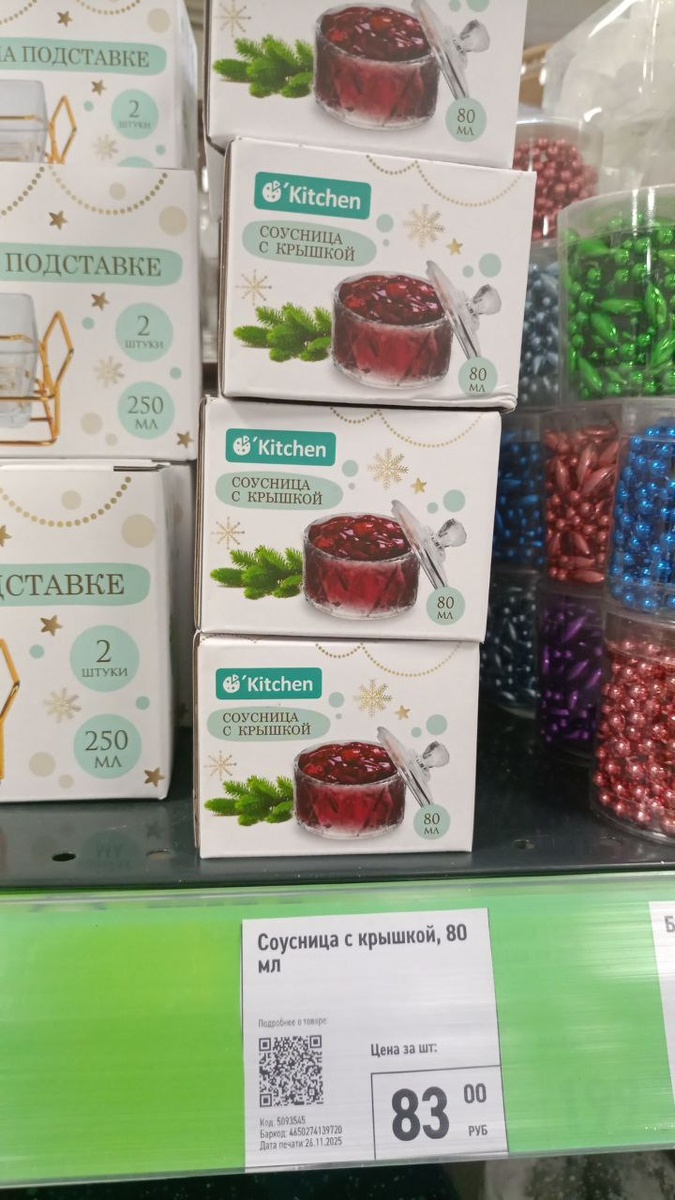 НА ПОДСТАВКЕ
2
ШТУКИ
80
МЛ
ПОДСТАВКЕ
2
ШТУКИ
250
МЛ
'Kitchen
СОУСНИЦА
С КРЫШКОЙ
80
МЛ
'Kitchen
СОУСНИЦА
С КРЫШКОЙ
80
МЛ
ДСТАВКЕ
2
ШТУКИ
250
МЛ
'Kitchen
СОУСНИЦА
С КРЫШКОЙ
80
МЛ
Соусница с крышкой, 80
мл
Подробнее о товаре:
Цена за шт:
83 00
РУБ
Код: 5093545
Баркод: 4650274139720
Дата печати:26.11.2025
Б